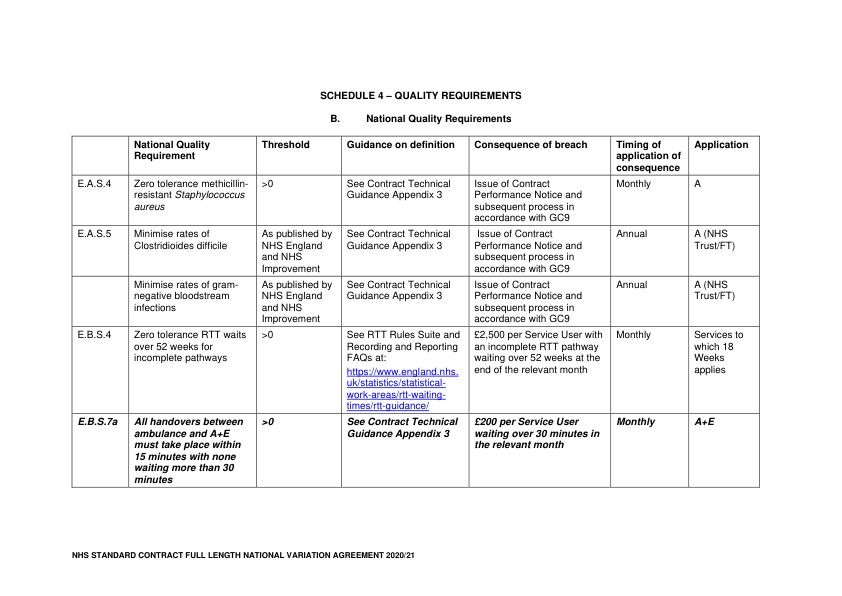 SCHEDULE 4 – QUALITY REQUIREMENTS
B. National Quality Requirements
National Quality
Requirement
Threshold
Guidance on definition
Consequence of breach
Timing of
application of
consequence
Application
E.A.S.4
Zero tolerance methicillin-
resistant Staphylococcus
aureus
>0
See Contract Technical
Guidance Appendix 3
Issue of Contract
Performance Notice and
subsequent process in
accordance with GC9
Monthly
A
E.A.S.5
Minimise rates of
Clostridioides difficile
As published by
NHS England
and NHS
Improvement
See Contract Technical
Guidance Appendix 3
Issue of Contract
Performance Notice and
subsequent process in
accordance with GC9
Annual
A (NHS
Trust/FT)
Minimise rates of gram-
negative bloodstream
infections
As published by
NHS England
and NHS
Improvement
See Contract Technical
Guidance Appendix 3
Issue of Contract
Performance Notice and
subsequent process in
accordance with GC9
Annual
A (NHS
Trust/FT)
E.B.S.4
Zero tolerance RTT waits
over 52 weeks for
incomplete pathways
>0
See RTT Rules Suite and
Recording and Reporting
FAQs at:
https://www.england.nhs.
uk/statistics/statistical-
work-areas/rtt-waiting-
times/rtt-guidance/
£2,500 per Service User with
an incomplete RTT pathway
waiting over 52 weeks at the
end of the relevant month
Monthly
Services to
which 18
Weeks
applies
E.B.S.7a
All handovers between
ambulance and A+E
must take place within
15 minutes with none
waiting more than 30
minutes
>0
See Contract Technical
Guidance Appendix 3
£200 per Service User
waiting over 30 minutes in
the relevant month
Monthly
A+E
NHS STANDARD CONTRACT FULL LENGTH NATIONAL VARIATION AGREEMENT 2020/21